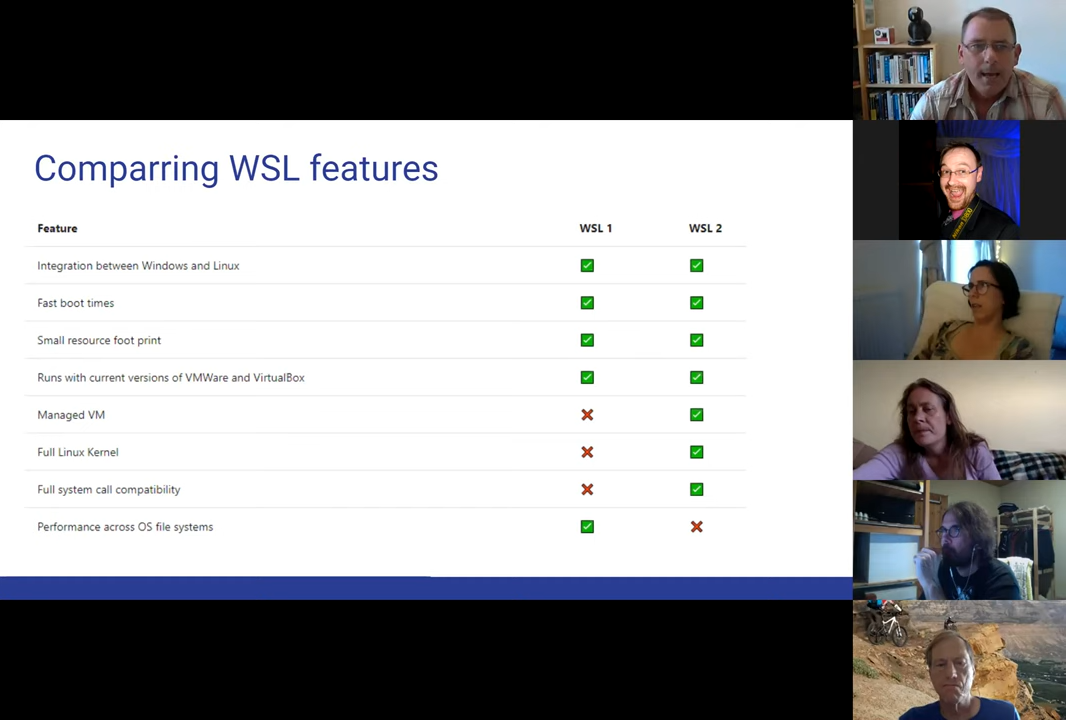 Comparring WSL features
Feature WSL 1 WSL 2
Integration between Windows and Linux ✅ ✅
Fast boot times ✅ ✅
Small resource foot print ✅ ✅
Runs with current versions of VMWare and VirtualBox ✅ ✅
Managed VM ❌ ✅
Full Linux Kernel ❌ ✅
Full system call compatibility ❌ ✅
Performance across OS file systems ✅ ❌